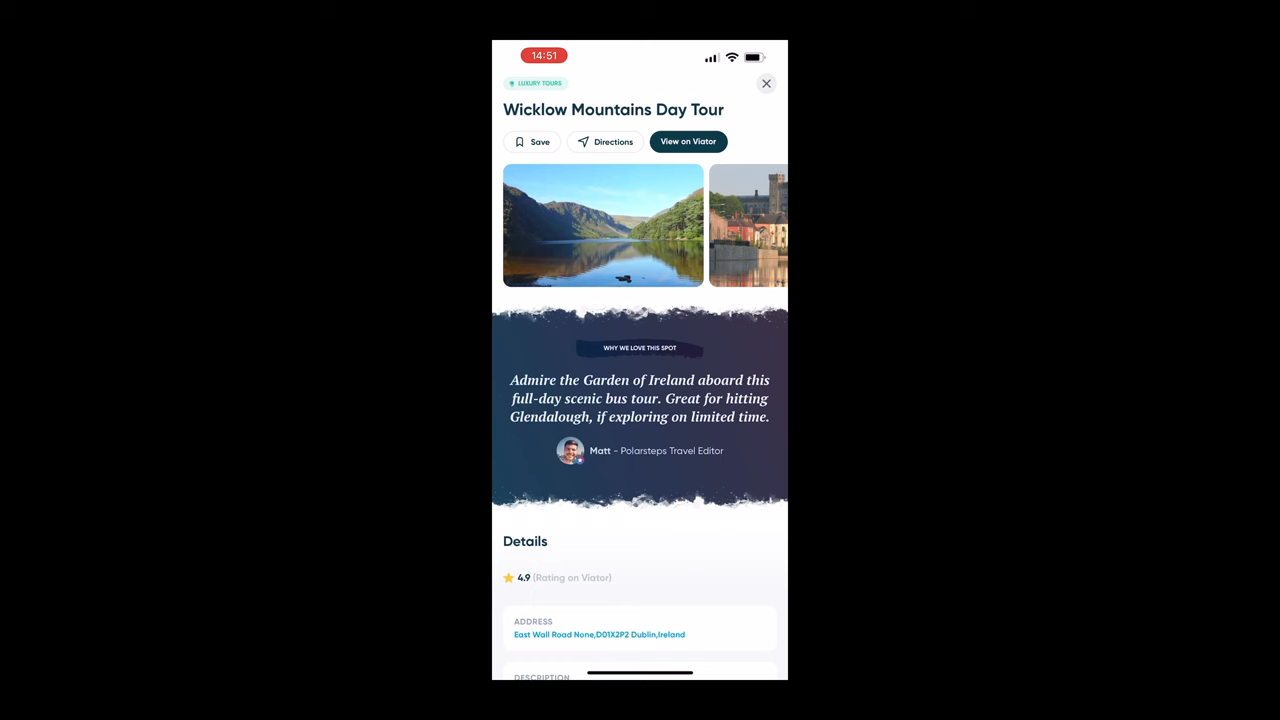 14:51
LUXURY TOURS
Wicklow Mountains Day Tour
Save
Directions
View on Viator
WHY WE LOVE THIS SPOT
Admire the Garden of Ireland aboard this
full-day scenic bus tour. Great for hitting
Glendalough, if exploring on limited time.
Matt - Polarsteps Travel Editor
Details
4.9 (Rating on Viator)
ADDRESS
East Wall Road None,D01X2P2 Dublin,Ireland
DESCRIPTION